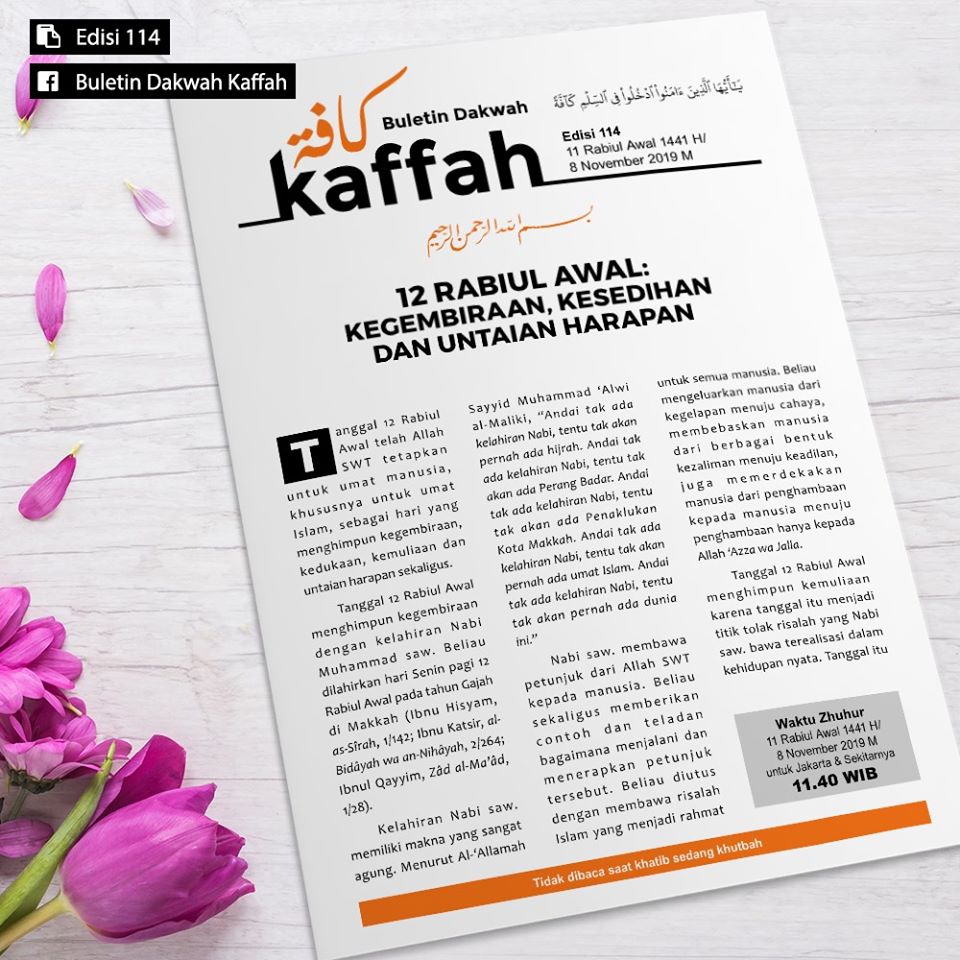 Edisi 114
Buletin Dakwah Kaffah
كافة
Buletin Dakwah
kaffah
يَـٰٓأَيُّهَا ٱلَّذِينَ ءَامَنُوا۟ ٱدْخُلُوا۟ فِى ٱلسِّلْمِ كَآفَّةً
Edisi 114
11 Rabiul Awal 1441 H/
8 November 2019 M
بسم الله الرحمن الرحيم
12 RABIUL AWAL:
KEGEMBIRAAN, KESEDIHAN
DAN UNTAIAN HARAPAN
Tanggal 12 Rabiul
Awal telah Allah
SWT tetapkan
untuk umat manusia,
khususnya untuk umat
Islam, sebagai hari yang
menghimpun kegembiraan,
kedukaan, kemuliaan dan
untaian harapan sekaligus.
Tanggal 12 Rabiul Awal
menghimpun kegembiraan
dengan kelahiran Nabi
Muhammad saw. Beliau
dilahirkan hari Senin pagi 12
Rabiul Awal pada tahun Gajah
di Makkah (Ibnu Hisyam,
as-Sîrah, 1/142; Ibnu Katsir, al-
Bidâyah wa an-Nihâyah, 2/264;
Ibnul Qayyim, Zâd al-Ma’âd,
1/28).
Kelahiran Nabi saw.
memiliki makna yang sangat
agung. Menurut Al-‘Allamah
Sayyid Muhammad ‘Alwi
al-Maliki, “Andai tak ada
kelahiran Nabi, tentu tak akan
pernah ada hijrah. Andai tak
ada kelahiran Nabi, tentu tak
akan ada Perang Badar. Andai
tak ada kelahiran Nabi, tentu
tak akan ada Penaklukan
Kota Makkah. Andai tak ada
kelahiran Nabi, tentu tak akan
pernah ada umat Islam. Andai
tak ada kelahiran Nabi, tentu
tak akan pernah ada dunia
ini.”
Nabi saw. membawa
petunjuk dari Allah SWT
kepada manusia. Beliau
sekaligus memberikan
contoh dan teladan
bagaimana menjalani dan
menerapkan petunjuk
tersebut. Beliau diutus
dengan membawa risalah
Islam yang menjadi rahmat
untuk semua manusia. Beliau
mengeluarkan manusia dari
kegelapan menuju cahaya,
membebaskan manusia
dari berbagai bentuk
kezaliman menuju keadilan,
juga memerdekakan
manusia dari penghambaan
kepada manusia menuju
penghambaan hanya kepada
Allah ‘Azza wa Jalla.
Tanggal 12 Rabiul Awal
menghimpun kemuliaan
karena tanggal itu menjadi
titik tolak risalah yang Nabi
saw. bawa terealisasi dalam
kehidupan nyata. Tanggal itu
Waktu Zhuhur
11 Rabiul Awal 1441 H/
8 November 2019 M
untuk Jakarta & Sekitarnya
11.40 WIB
Tidak dibaca saat khatib sedang khutbah